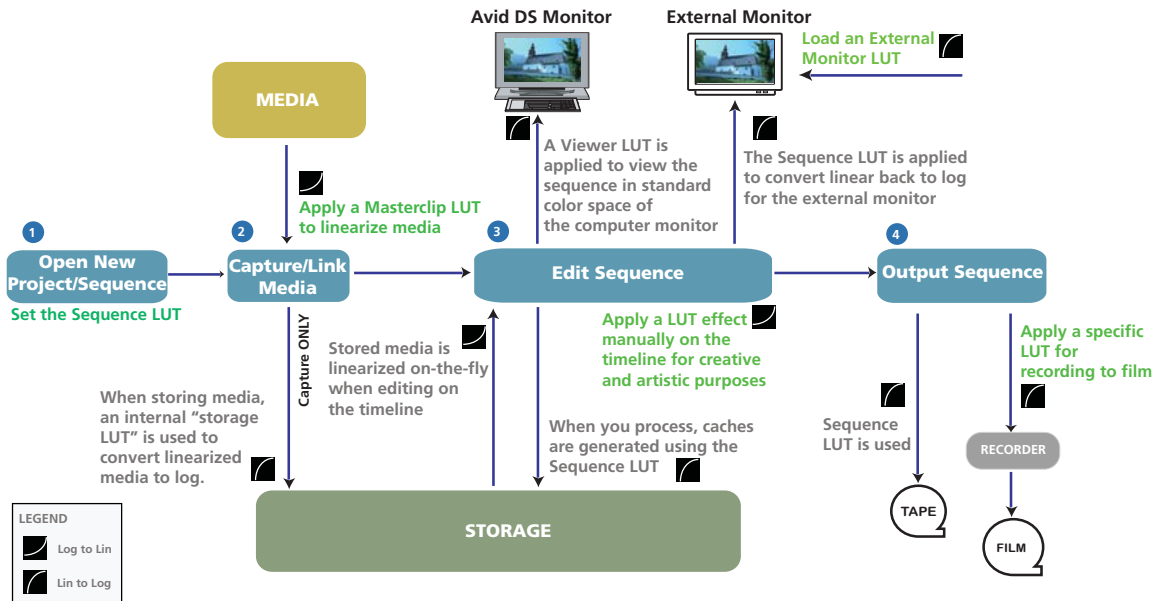 Avid DS Monitor
External Monitor
Load an External
Monitor LUT
MEDIA
A Viewer LUT is
applied to view the
sequence in standard
color space of
the computer monitor
The Sequence LUT is applied
to convert linear back to log
for the external monitor
Apply a Masterclip LUT
to linearize media
1
Open New
Project/Sequence
Set the Sequence LUT
2
Capture/Link
Media
3
Edit Sequence
4
Output Sequence
Capture ONLY
Stored media is
linearized on-the-fly
when editing on
the timeline
Apply a LUT effect
manually on the
timeline for creative
and artistic purposes
Apply a specific
LUT for
recording to film
When storing media,
an internal “storage
LUT” is used to
convert linearized
media to log.
When you process, caches
are generated using the
Sequence LUT
Sequence
LUT is used
RECORDER
STORAGE
TAPE
FILM
LEGEND
Log to Lin
Lin to Log